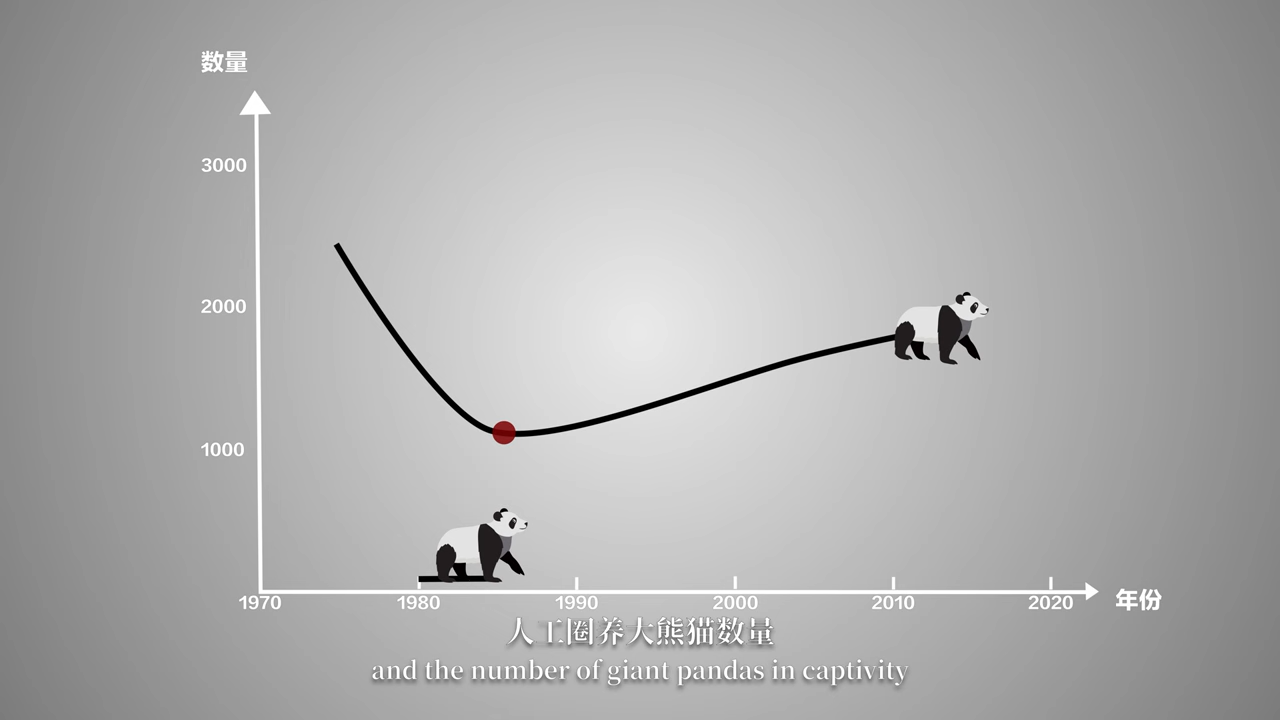 数量
3000
2000
1000
1970 1980 1990 2000 2010 2020 年份
人工圈养大熊猫数量
and the number of giant pandas in captivity